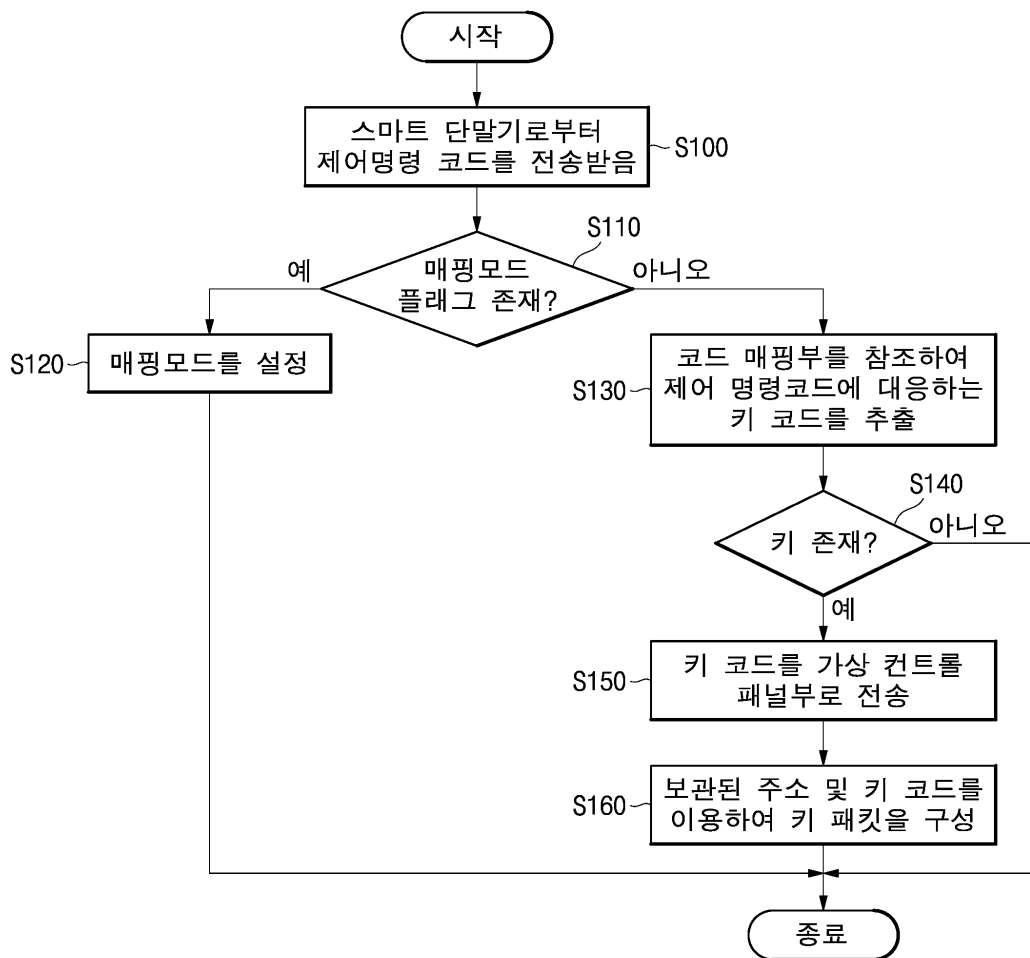 시작
스마트 단말기로부터
제어명령 코드를 전송받음
S100
S110
매핑모드
플래그 존재?
예
아니오
S120
매핑모드를 설정
S130
코드 매핑부를 참조하여
제어 명령코드에 대응하는
키 코드를 추출
S140
키 존재?
아니오
예
S150
키 코드를 가상 컨트롤
패널부로 전송
S160
보관된 주소 및 키 코드를
이용하여 키 패킷을 구성
종료